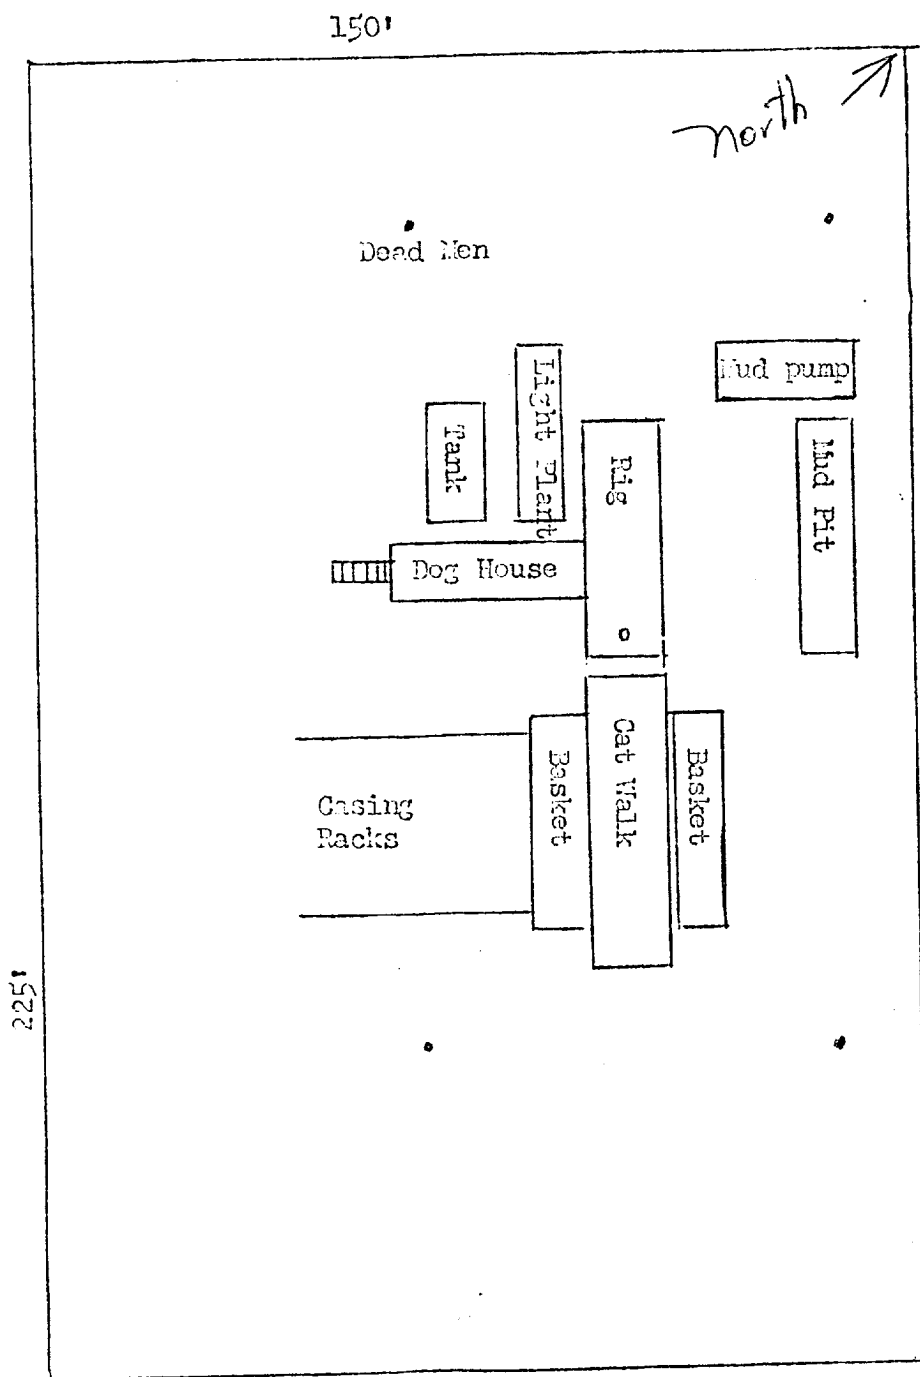 150'
north
Dead Men
Mud pump
Light Plant
Tank
Rig
Mud Pit
Dog House
Basket
Cat Walk
Basket
Casing
Racks
225'